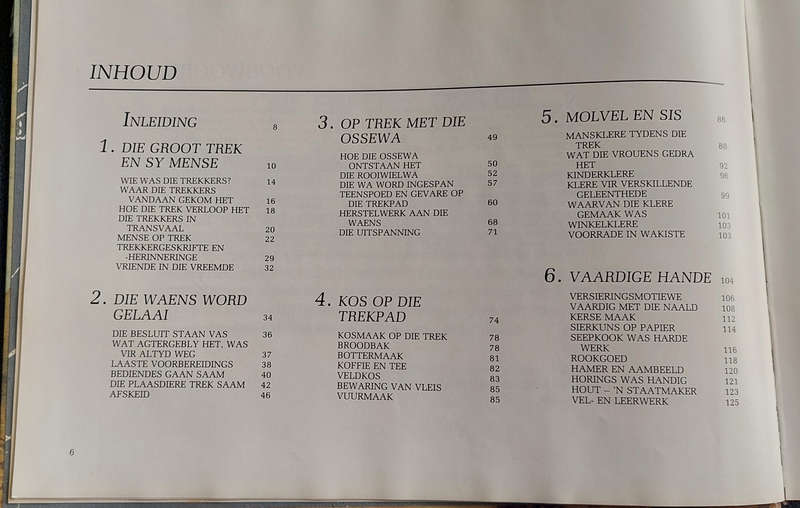 INHOUD
INLEIDING 8
1. DIE GROOT TREK
EN SY MENSE 10
WIE WAS DIE TREKKERS? 14
WAAR DIE TREKKERS
VANDAAN GEKOM HET 16
HOE DIE TREK VERLOOP HET 18
DIE TREKKERS IN
TRANSVAAL 20
MENSE OP TREK 22
TREKKERGESKRIFTE EN
-HERINNERINGE 29
VRIENDE IN DIE VREEMDE 32
2. DIE WAENS WORD
GELAAI 34
DIE BESLUIT STAAN VAS 36
WAT AGTERGEBLY HET, WAS
VIR ALTYD WEG 37
LAASTE VOORBEREIDINGS 38
BEDIENDES GAAN SAAM 40
DIE PLAASDIERE TREK SAAM 42
AFSKEID 46
3. OP TREK MET DIE
OSSEWA 49
HOE DIE OSSEWA
ONTSTAAN HET 50
DIE ROOIWIELWA 52
DIE WA WORD INGESPAN 57
TEENSPOED EN GEVARE OP
DIE TREKPAD 60
HERSTELWERK AAN DIE
WAENS 68
DIE UITSPANNING 71
4. KOS OP DIE
TREKPAD 74
KOSMAAK OP DIE TREK 78
BROODBAK 78
BOTTERMAAK 81
KOFFIE EN TEE 82
VELDKOS 83
BEWARING VAN VLEIS 85
VUURMAAK 85
5. MOLVEL EN SIS 86
MANSKLERE TYDENS DIE
TREK 88
WAT DIE VROUENS GEDRA
HET 92
KINDERKLERE 96
KLERE VIR VERSKILLENDE
GELEENTHEDE 99
WAARVAN DIE KLERE
GEMAAK WAS 101
WINKELKLERE 103
VOORRADE IN WAKISTE 103
6. VAARDIGE HANDE 104
VERSIERINGSMOTIEWE 106
VAARDIG MET DIE NAALD 108
KERSE MAAK 112
SIERKUNS OP PAPIER 114
SEEPKOOK WAS HARDE
WERK 116
ROOKGOED 118
HAMER EN AAMBEELD 120
HORINGS WAS HANDIG 121
HOUT – 'N STAATMAKER 123
VEL- EN LEERWERK 125
6